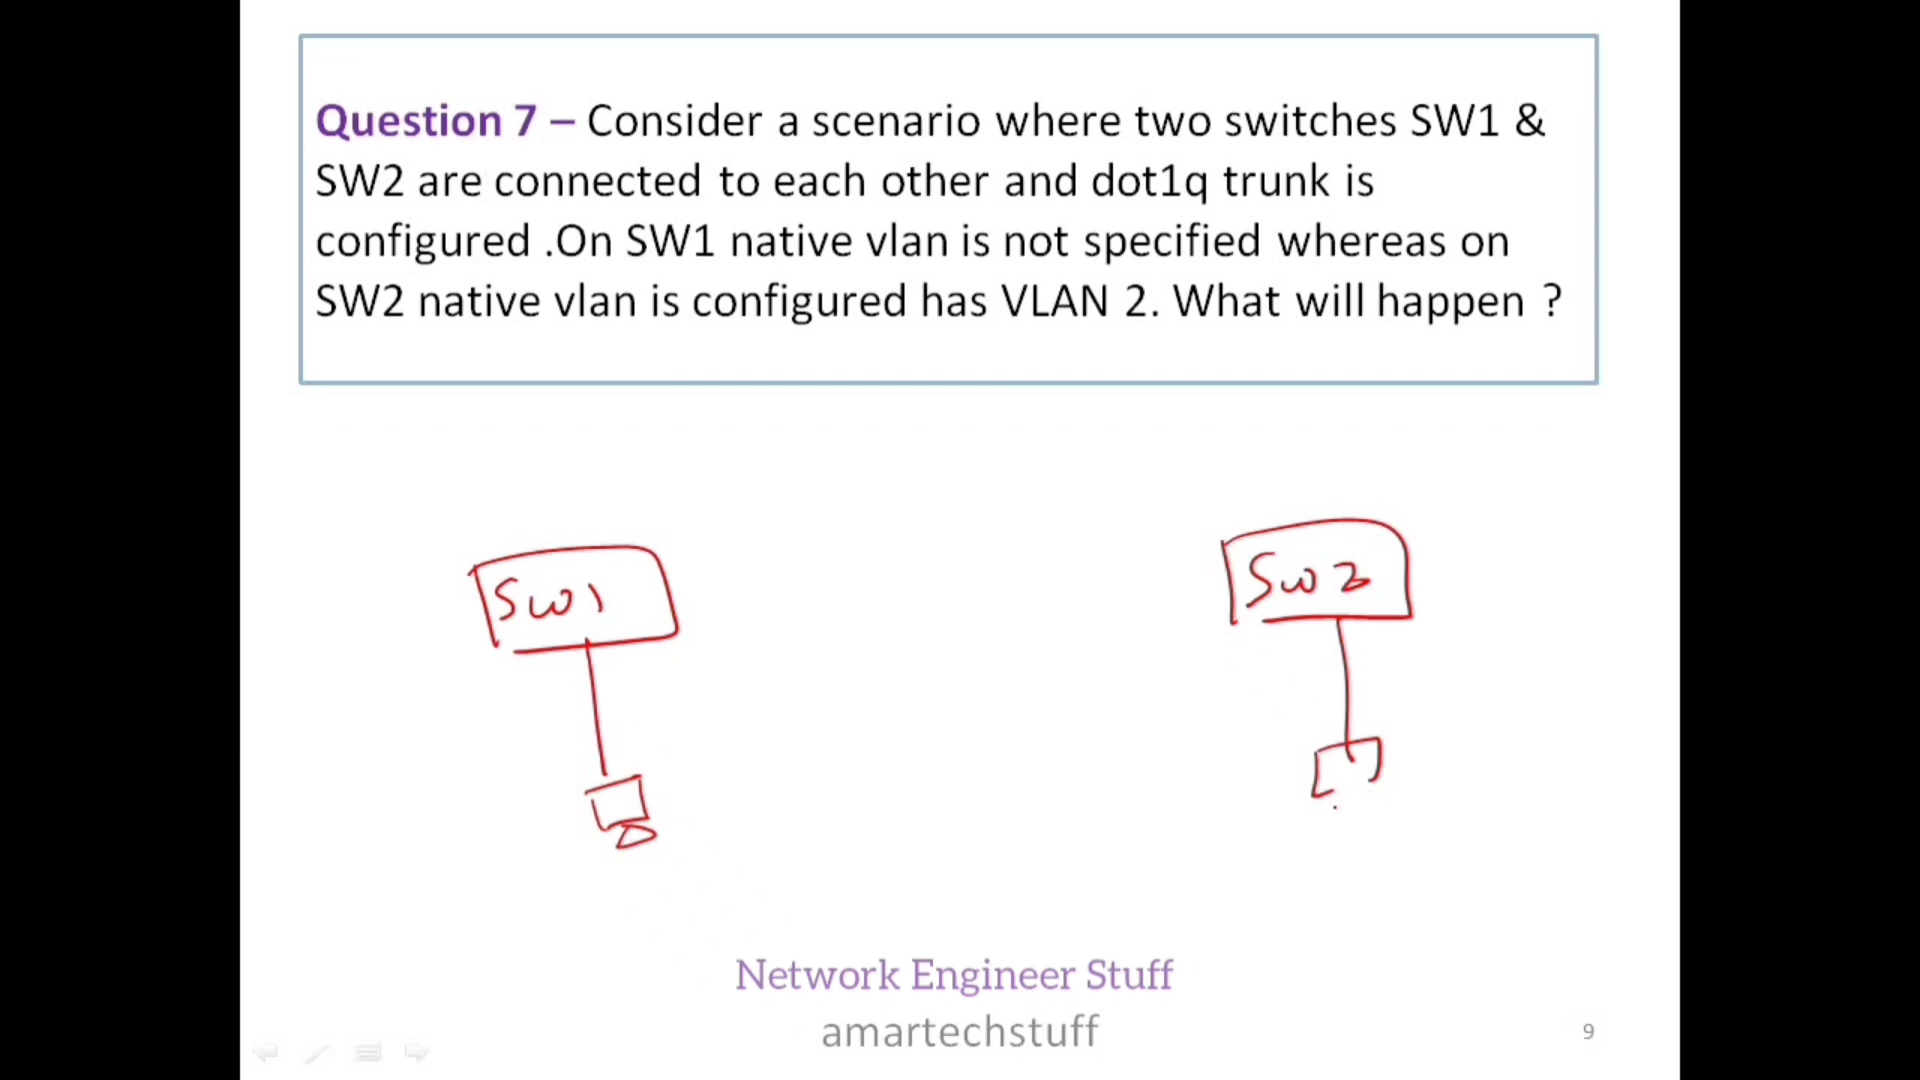 Question 7 – Consider a scenario where two switches SW1 &
SW2 are connected to each other and dot1q trunk is
configured .On SW1 native vlan is not specified whereas on
SW2 native vlan is configured has VLAN 2. What will happen ?
SW1
SW2
Network Engineer Stuff
amartechstuff
9